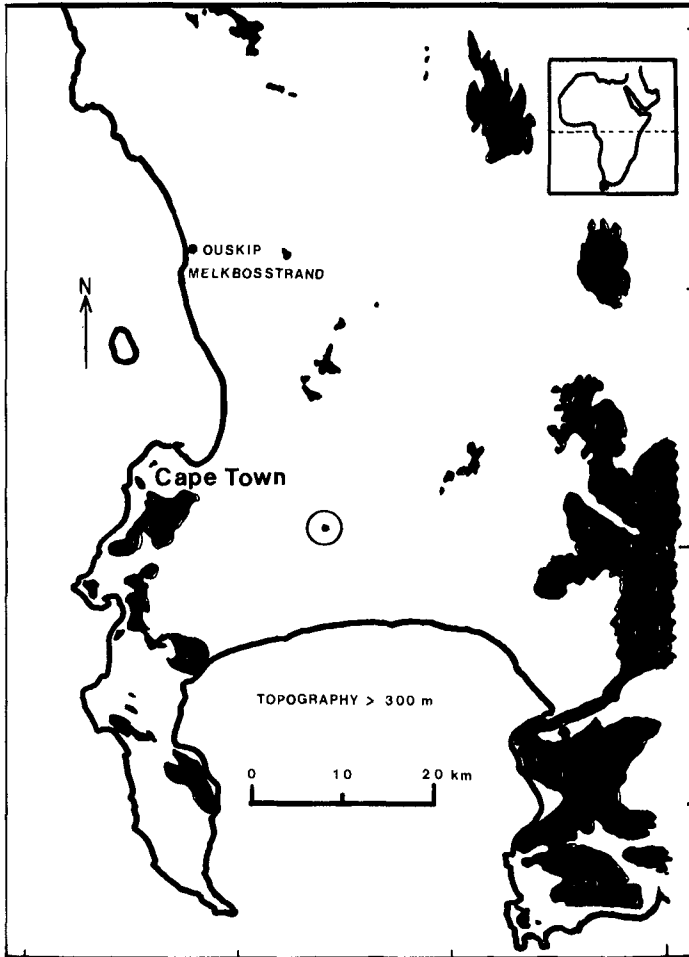 OUSKIP
MELKBOSSTRAND
N
Cape Town
TOPOGRAPHY > 300 m
0 10 20 km